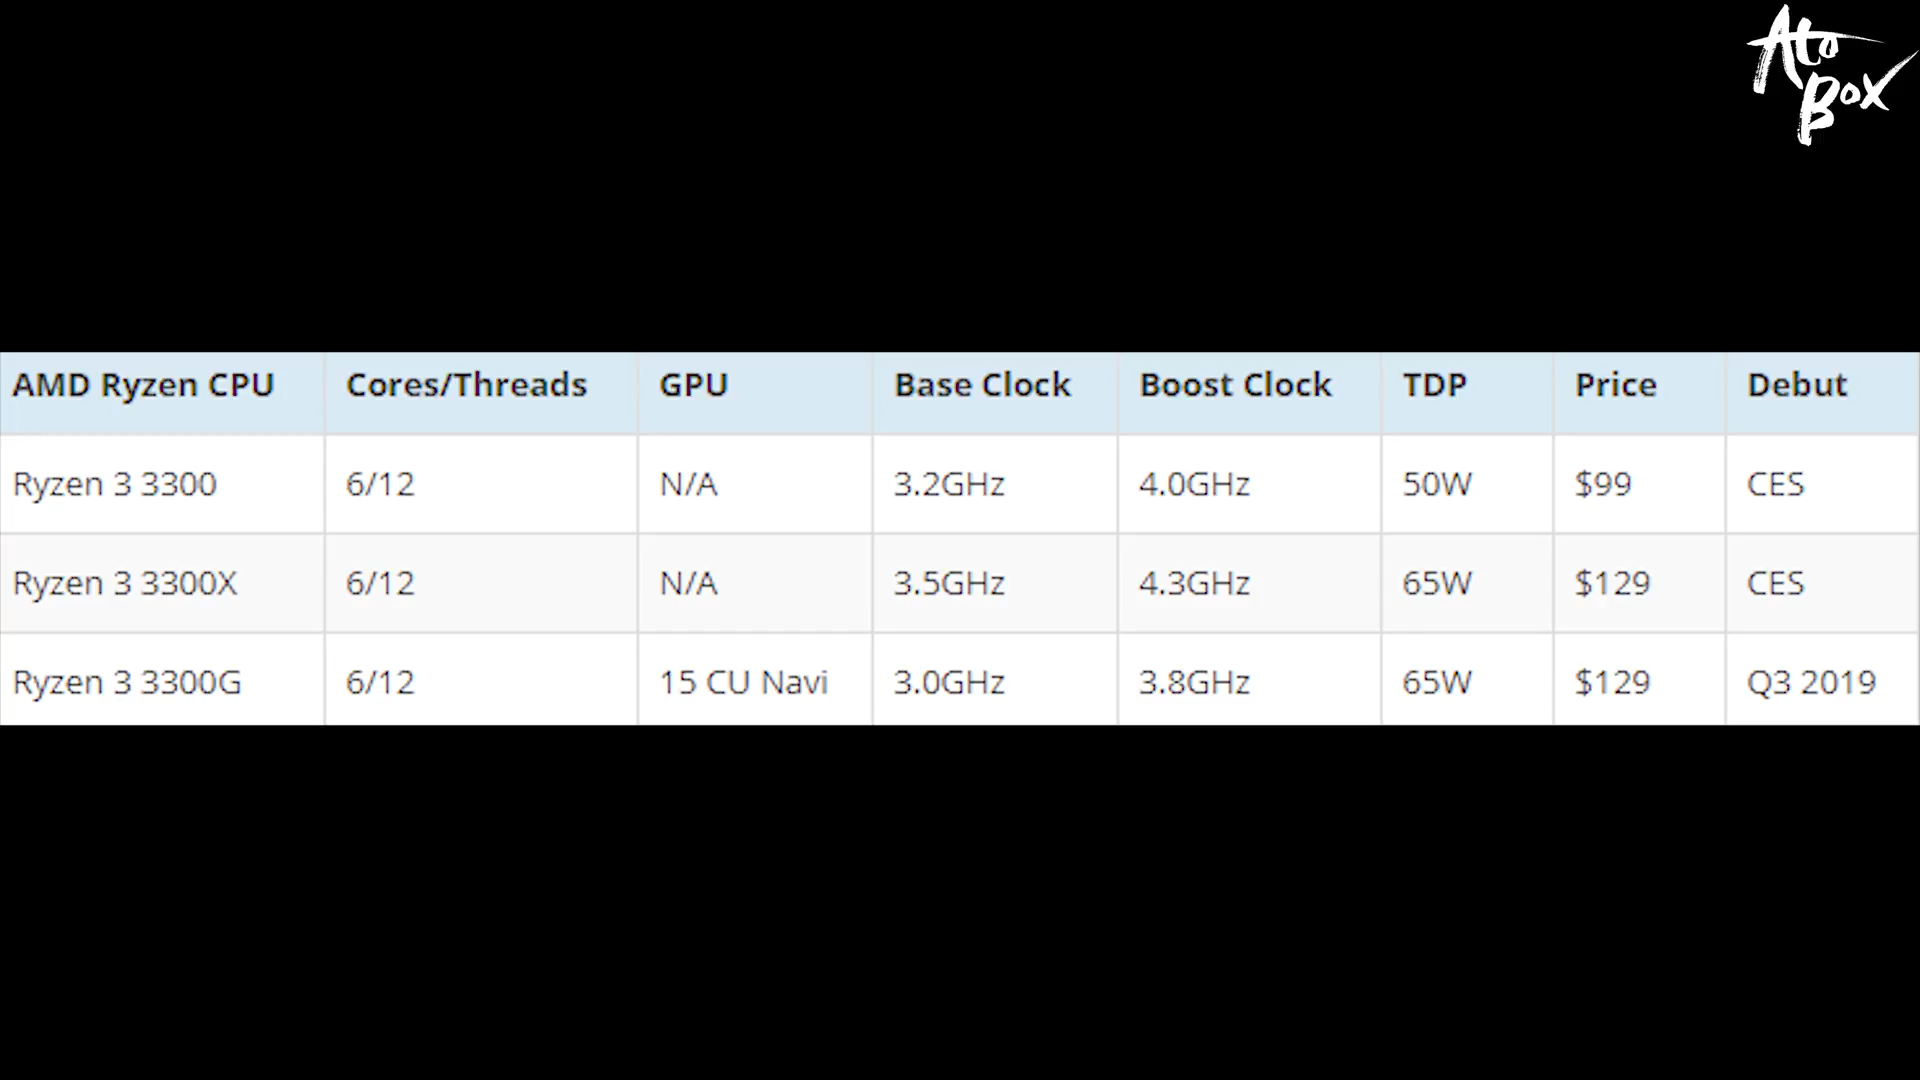 Ato
Box
AMD Ryzen CPU Cores/Threads GPU Base Clock Boost Clock TDP Price Debut
Ryzen 3 3300 6/12 N/A 3.2GHz 4.0GHz 50W $99 CES
Ryzen 3 3300X 6/12 N/A 3.5GHz 4.3GHz 65W $129 CES
Ryzen 3 3300G 6/12 15 CU Navi 3.0GHz 3.8GHz 65W $129 Q3 2019